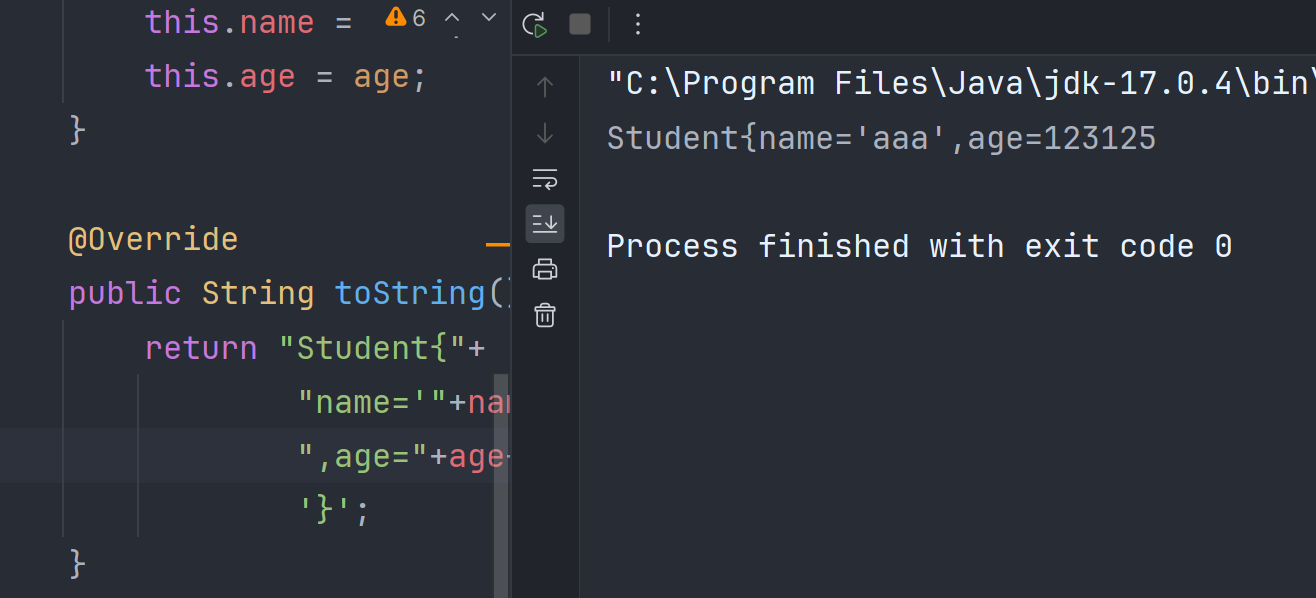 this.name =
6
this.age = age;
}
@Override
public String toString()
return "Student{"+
"name='"+
",age="+age
'}';
}
"C:\Program Files\Java\jdk-17.0.4\bin\
Student{name='aaa',age=123125
Process finished with exit code 0